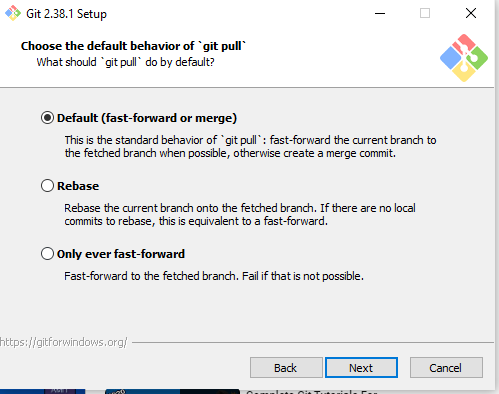 Git 2.38.1 Setup
Choose the default behavior of `git pull`
What should `git pull` do by default?
Default (fast-forward or merge)
This is the standard behavior of `git pull`: fast-forward the current branch to
the fetched branch when possible, otherwise create a merge commit.
Rebase
Rebase the current branch onto the fetched branch. If there are no local
commits to rebase, this is equivalent to a fast-forward.
Only ever fast-forward
Fast-forward to the fetched branch. Fail if that is not possible.
https://gitforwindows.org/
Back
Next
Cancel
Complete Git Tutorials For